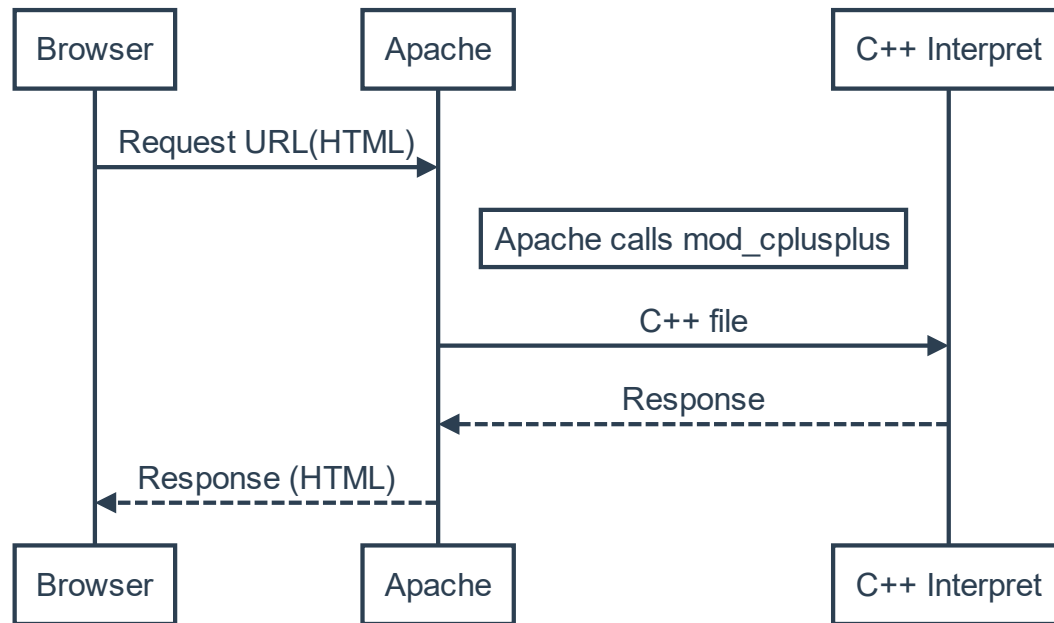 Browser
Apache
C++ Interpret
Request URL(HTML)
Apache calls mod_cplusplus
C++ file
Response
Response (HTML)
Browser
Apache
C++ Interpret